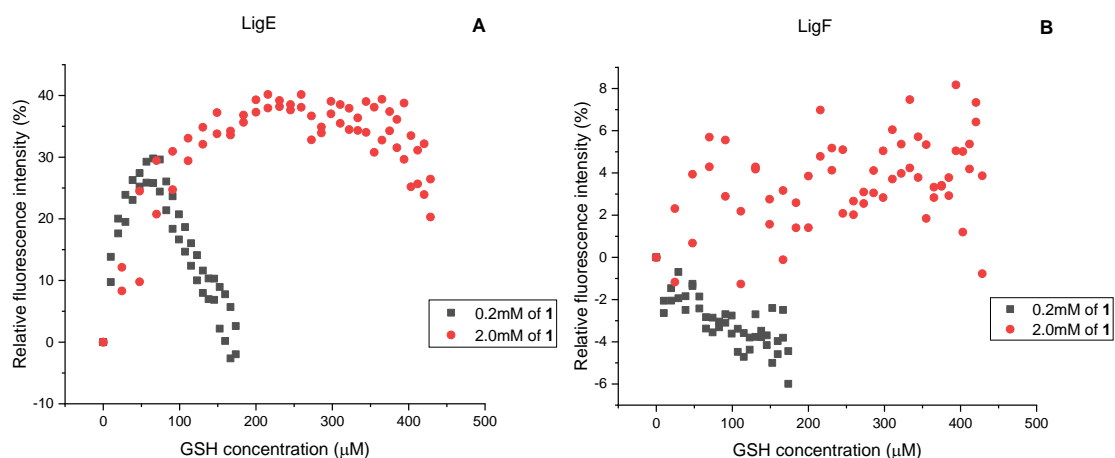 LigE
A
Relative fluorescence intensity (%)
40
30
20
10
0
-10
0
100
200
300
400
500
GSH concentration (μM)
0.2mM of 1
2.0mM of 1
LigF
B
Relative fluorescence intensity (%)
8
6
4
2
0
-2
-4
-6
0
100
200
300
400
500
GSH concentration (μM)
0.2mM of 1
2.0mM of 1